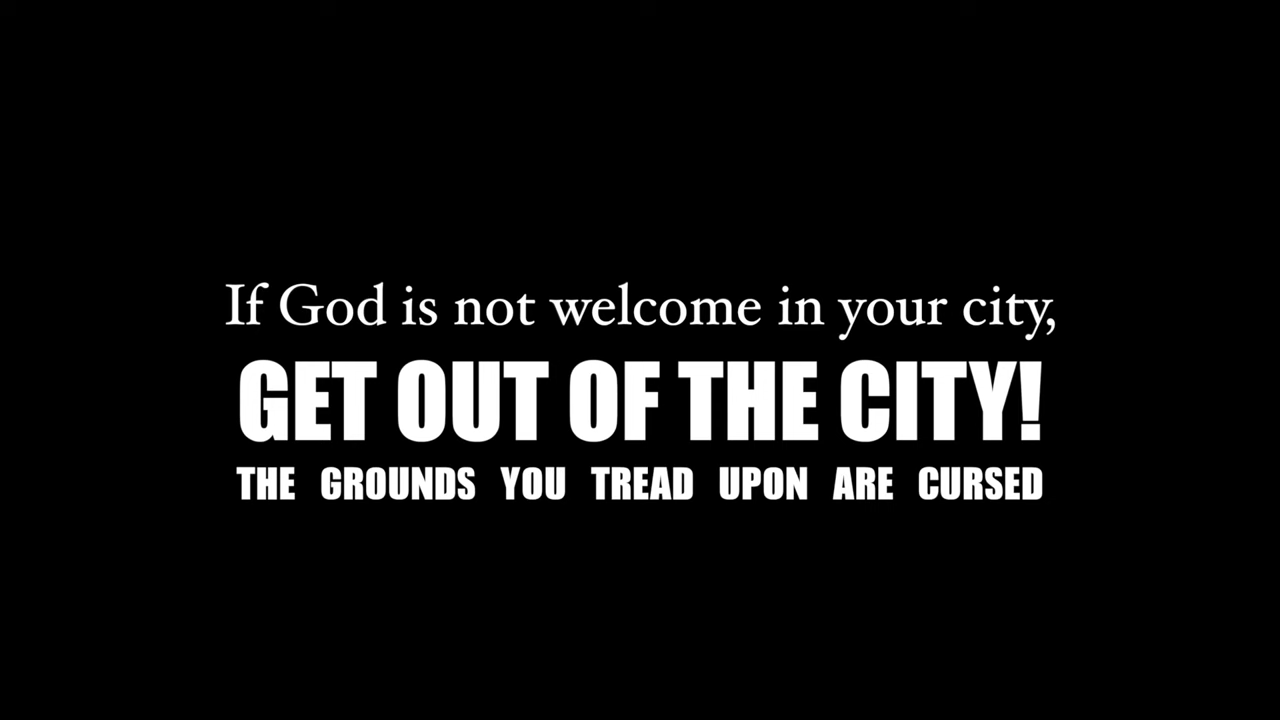 If God is not welcome in your city,
GET OUT OF THE CITY!
THE GROUNDS YOU TREAD UPON ARE CURSED